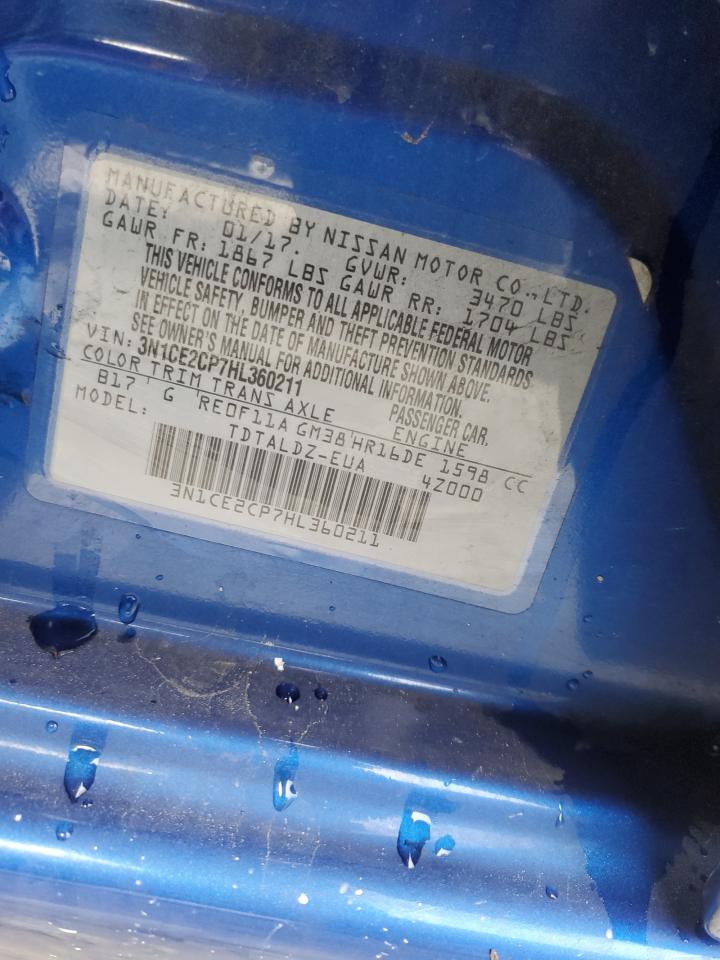 MANUFACTURED BY NISSAN MOTOR CO., LTD.
DATE: 01/17. GVWR: 3470 LBS
GAWR FR: 1867 LBS GAWR RR: 1704 LBS
THIS VEHICLE CONFORMS TO ALL APPLICABLE FEDERAL MOTOR
VEHICLE SAFETY, BUMPER AND THEFT PREVENTION STANDARDS
IN EFFECT ON THE DATE OF MANUFACTURE SHOWN ABOVE.
SEE OWNER'S MANUAL FOR ADDITIONAL INFORMATION.
VIN: 3N1CE2CP7HL360211 PASSENGER CAR.
COLOR TRIM TRANS AXLE ENGINE
B17 G RE0F11A GM38 HR16DE 1598 CC
MODEL: TDTALDZ-EUA 4Z000
3N1CE2CP7HL360211